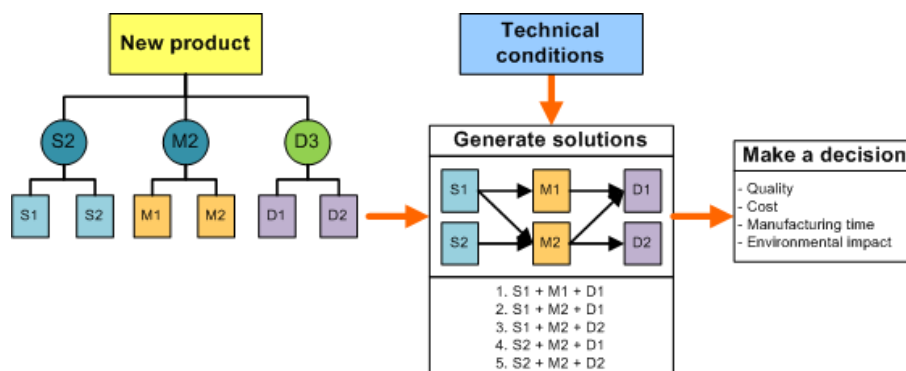 New product
Technical
conditions
S2
M2
D3
S1
S2
M1
M2
D1
D2
Generate solutions
S1
M1
D1
S2
M2
D2
1. S1 + M1 + D1
2. S1 + M2 + D1
3. S1 + M2 + D2
4. S2 + M2 + D1
5. S2 + M2 + D2
Make a decision
- Quality
- Cost
- Manufacturing time
- Environmental impact